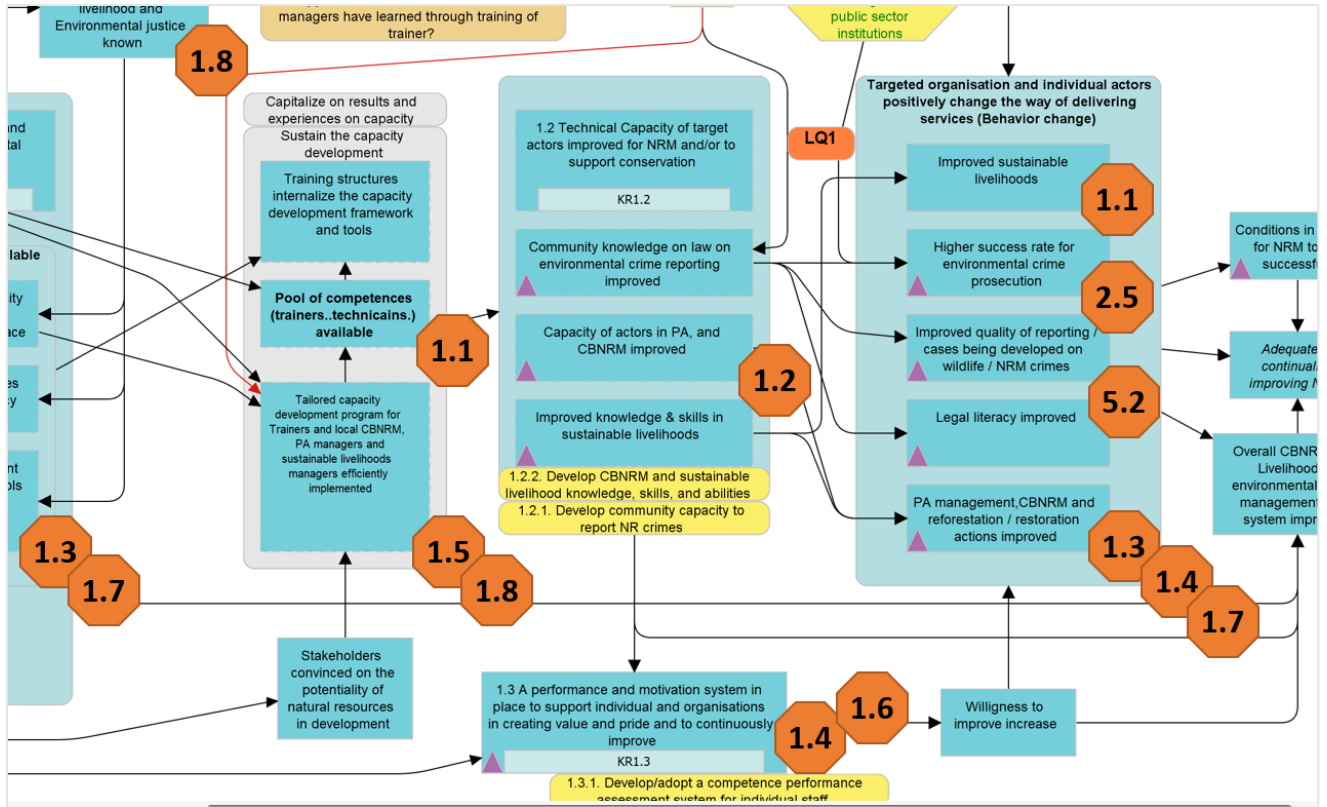 livelihood and
Environmental justice
known
managers have learned through training of
trainer?
public sector
institutions
1.8
Capitalize on results and
experiences on capacity
Sustain the capacity
development
Training structures
internalize the capacity
development framework
and tools
Pool of competences
(trainers..technicains.)
available
1.1
Tailored capacity
development program for
Trainers and local CBNRM,
PA managers and
sustainable livelihoods
managers efficiently
implemented
1.5
1.8
1.3
1.7
Stakeholders
convinced on the
potentiality of
natural resources
in development
1.2 Technical Capacity of target
actors improved for NRM and/or to
support conservation
KR1.2
Community knowledge on law on
environmental crime reporting
improved
Capacity of actors in PA, and
CBNRM improved
1.2
Improved knowledge & skills in
sustainable livelihoods
1.2.2. Develop CBNRM and sustainable
livelihood knowledge, skills, and abilities
1.2.1. Develop community capacity to
report NR crimes
1.3 A performance and motivation system in
place to support individual and organisations
in creating value and pride and to continuously
improve
KR1.3
1.4
1.6
1.3.1. Develop/adopt a competence performance
assessment system for individual staff
LQ1
Targeted organisation and individual actors
positively change the way of delivering
services (Behavior change)
Improved sustainable
livelihoods
1.1
Higher success rate for
environmental crime
prosecution
2.5
Improved quality of reporting /
cases being developed on
wildlife / NRM crimes
5.2
Legal literacy improved
PA management,CBNRM and
reforestation / restoration
actions improved
1.3
1.4
1.7
Willigness to
improve increase
Conditions in
for NRM to
Adequate
improving
Overall
Livelihood
environmental
management
system